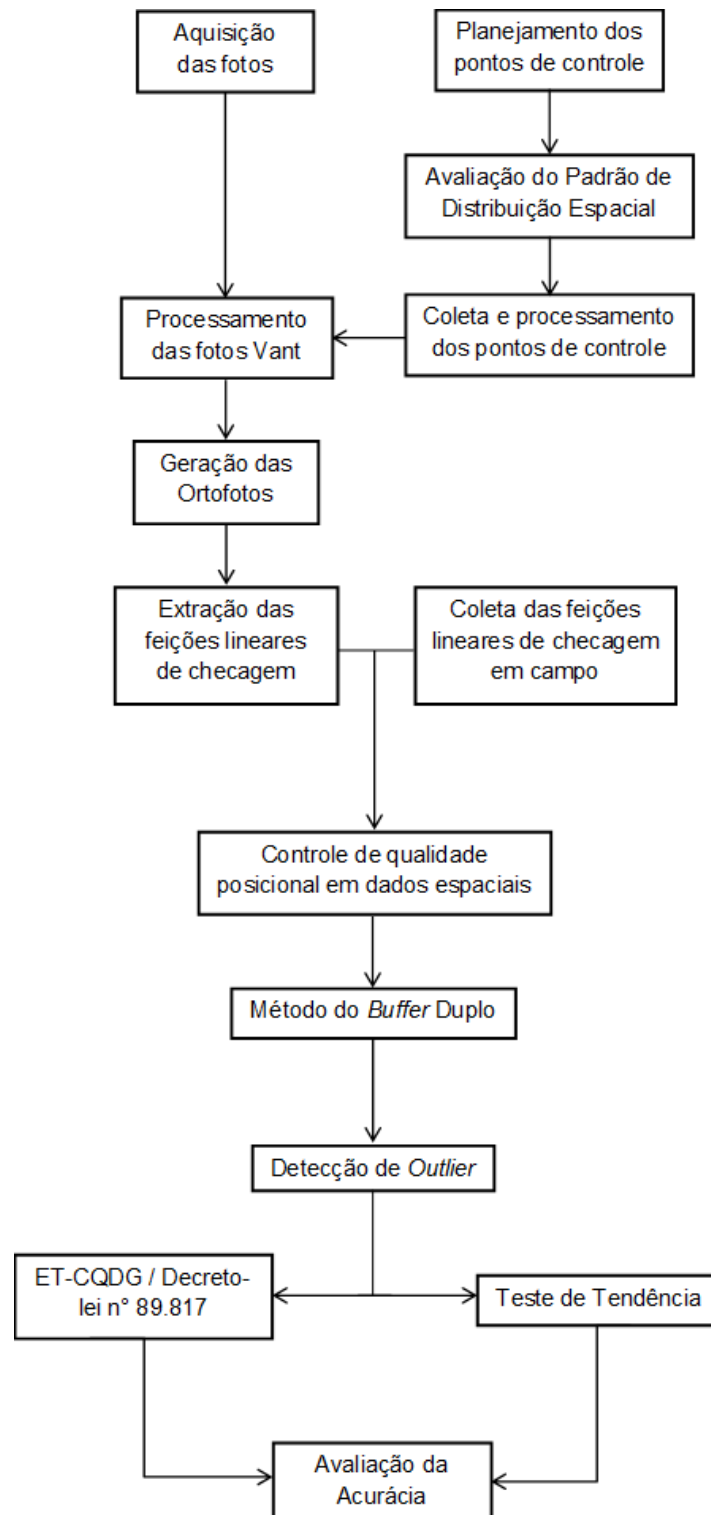 Aquisição
das fotos
Planejamento dos
pontos de controle
Avaliação do Padrão de
Distribuição Espacial
Processamento
das fotos Vant
Coleta e processamento
dos pontos de controle
Geração das
Ortofotos
Extração das
feições lineares
de checagem
Coleta das feições
lineares de checagem
em campo
Controle de qualidade
posicional em dados espaciais
Método do Buffer Duplo
Detecção de Outlier
ET-CQDG / Decreto-
lei n° 89.817
Teste de Tendência
Avaliação da
Acurácia